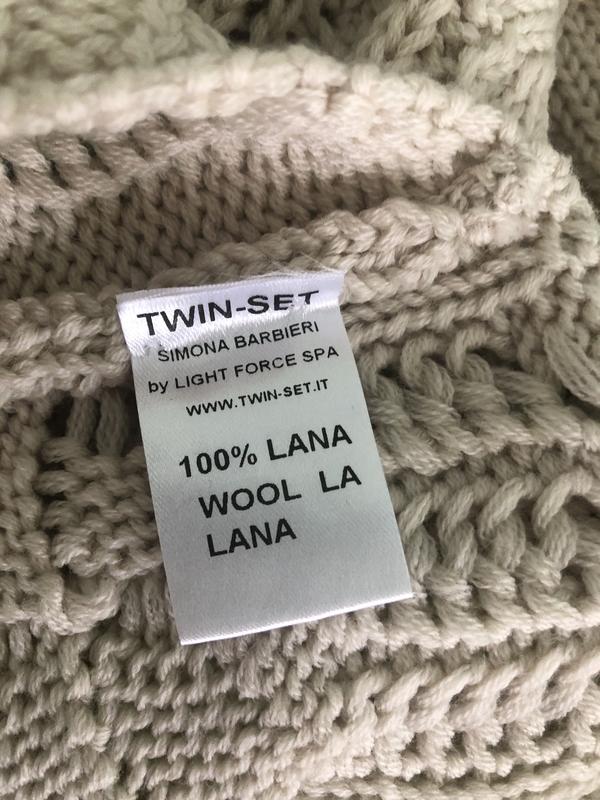 TWIN-SET
SIMONA BARBIERI
by LIGHT FORCE SPA
WWW.TWIN-SET.IT
100% LANA
WOOL LA
LANA